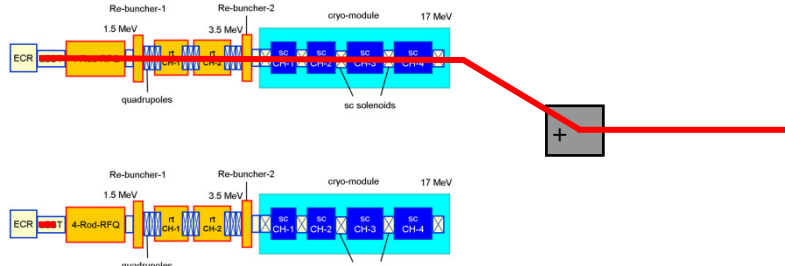 Re-buncher-1
Re-buncher-2
cryo-module
17 MeV
1.5 MeV
3.5 MeV
ECR
rt
CH-1
rt
CH-2
sc
CH-1
sc
CH-2
sc
CH-3
sc
CH-4
quadrupoles
sc solenoids
+
Re-buncher-1
Re-buncher-2
cryo-module
17 MeV
1.5 MeV
3.5 MeV
ECR
4-Rod-RFQ
rt
CH-1
rt
CH-2
sc
CH-1
sc
CH-2
sc
CH-3
sc
CH-4
quadrupoles